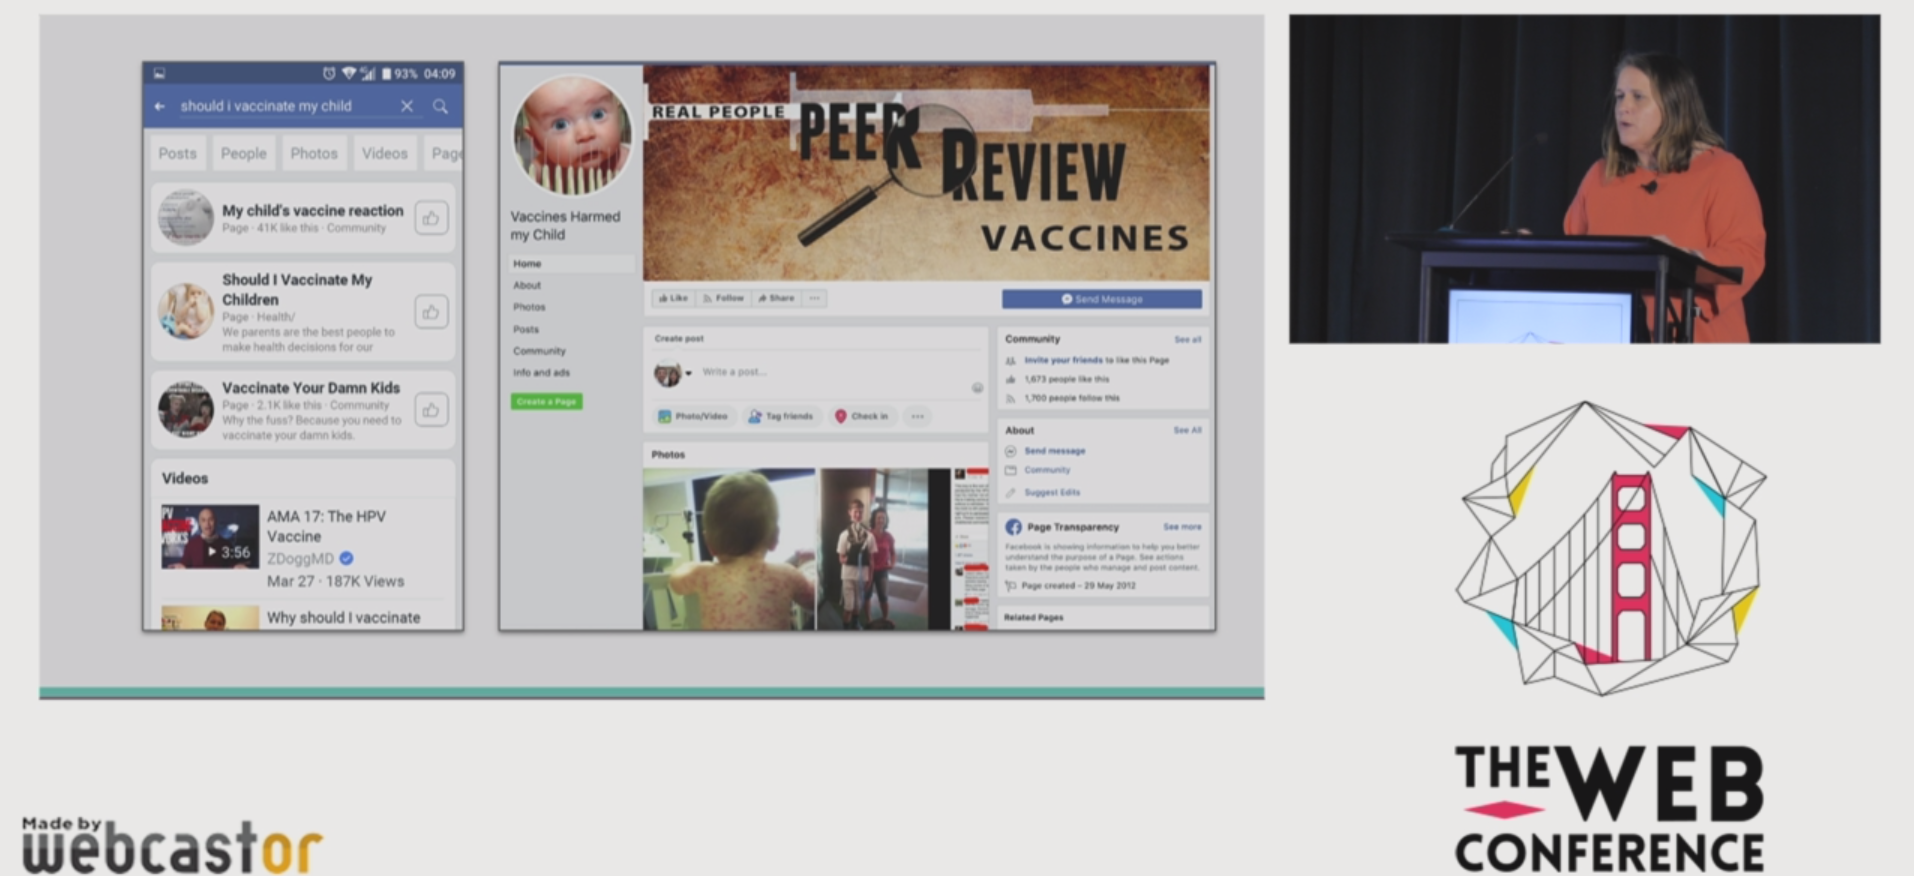 93% 04:09
should i vaccinate my child
Posts People Photos Videos Page
My child's vaccine reaction
Page · 41K like this · Community
Should I Vaccinate My
Children
Page · Health/
We parents are the best people to
make health decisions for our
Vaccinate Your Damn Kids
Page · 2.1K like this · Community
Why the fuss? Because you need to
vaccinate your damn kids.
Videos
3:56
AMA 17: The HPV
Vaccine
ZDoggMD
Mar 27 · 187K Views
Why should I vaccinate
Vaccines Harmed
my Child
Home
About
Photos
Posts
Community
Info and ads
Create a Page
REAL PEOPLE
PEER
REVIEW
VACCINES
Like Follow Share ...
Send Message
Create post
Write a post...
Photo/Video Tag friends Check in ...
Photos
Community See all
Invite your friends to like this Page
1,673 people like this
1,700 people follow this
About See All
Send message
Community
Suggest Edits
Page Transparency See more
Facebook is showing information to help you better
understand the purpose of a Page. See actions
taken by the people who manage and post content.
Page created - 29 May 2012
Related Pages
THE WEB
CONFERENCE
Made by
webcastor